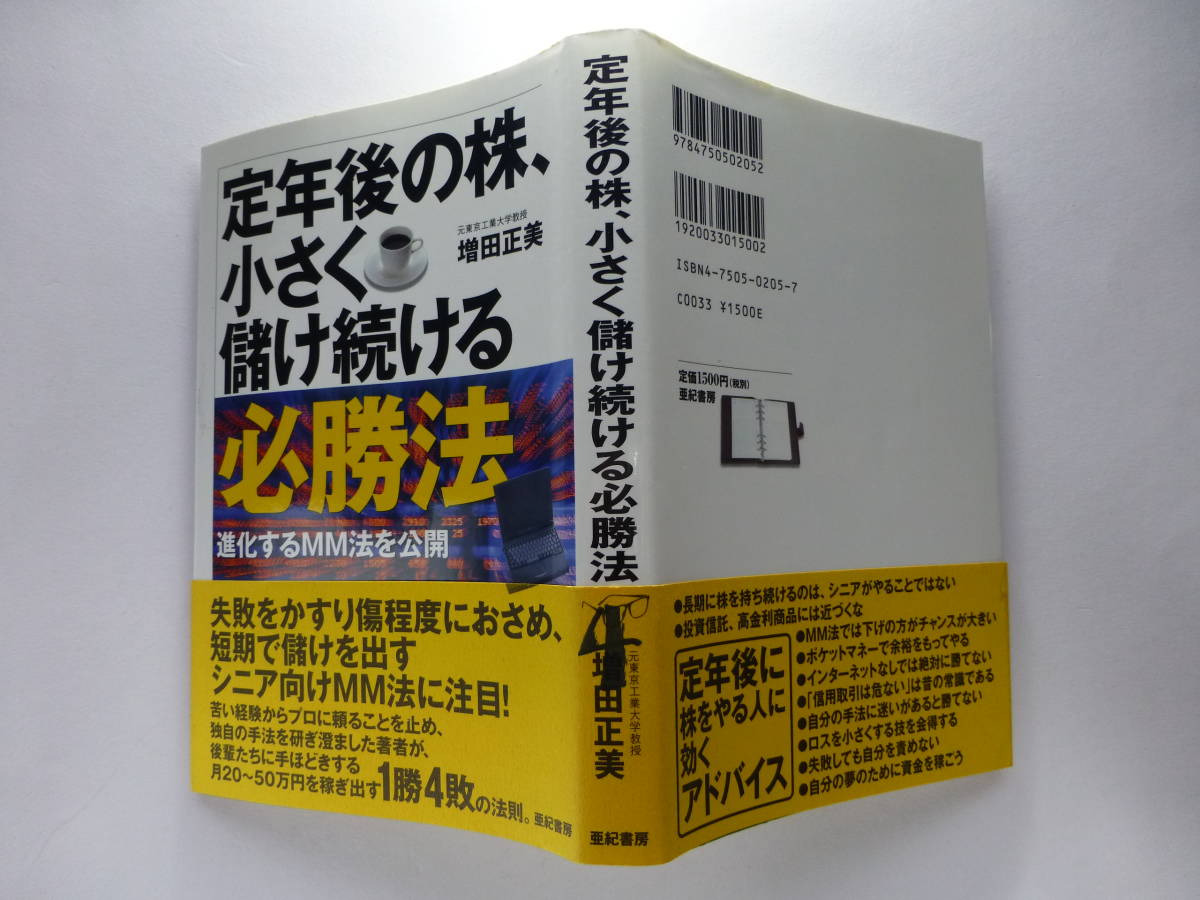 定年後の株、
小さく
儲け続ける
必勝法
元東京工業大学教授
増田正美
進化するMM法を公開
失敗をかすり傷程度におさめ、
短期で儲けを出す
シニア向けMM法に注目!
苦い経験からプロに頼ることを止め、
独自の手法を研ぎ澄ました著者が、
後輩たちに手ほどきする
月20〜50万円を稼ぎ出す1勝4敗の法則。
亜紀書房
定年後の株、小さく儲け続ける必勝法
元東京工業大学教授
増田正美
亜紀書房
9784750502052
1920033015002
ISBN4-7505-0205-7
C0033 ¥1500E
定価1500円(税別)
亜紀書房
●長期に株を持ち続けるのは、シニアがやることではない
●投資信託、高金利商品には近づくな
●MM法では下げの方がチャンスが大きい
●ポケットマネーで余裕をもってやる
●インターネットなしでは絶対に勝てない
●「信用取引は危ない」は昔の常識である
●自分の手法に迷いがあると勝てない
●ロスを小さくする技を会得する
●失敗しても自分を責めない
●自分の夢のために資金を稼ごう
定年後に
株をやる人に
効く
アドバイス